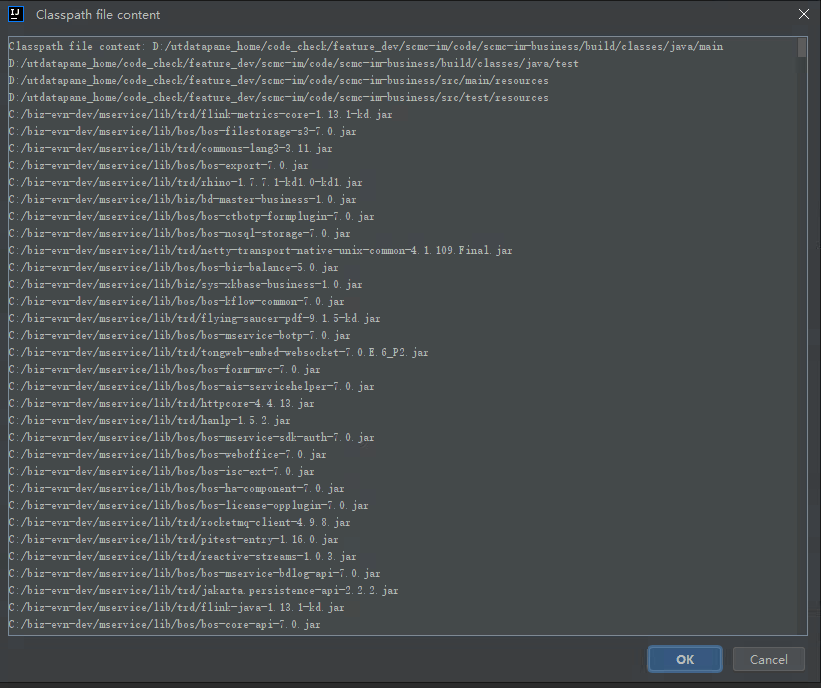 IJ Classpath file content
Classpath file content: D:/utdatapane_home/code_check/feature_dev/scmc-im/code/scmc-im-business/build/classes/java/main
D:/utdatapane_home/code_check/feature_dev/scmc-im/code/scmc-im-business/build/classes/java/test
D:/utdatapane_home/code_check/feature_dev/scmc-im/code/scmc-im-business/src/main/resources
D:/utdatapane_home/code_check/feature_dev/scmc-im/code/scmc-im-business/src/test/resources
C:/biz-evn-dev/mservice/lib/trd/flink-metrics-core-1.13.1-kd.jar
C:/biz-evn-dev/mservice/lib/bos/bos-filestorage-s3-7.0.jar
C:/biz-evn-dev/mservice/lib/trd/commons-lang3-3.11.jar
C:/biz-evn-dev/mservice/lib/bos/bos-export-7.0.jar
C:/biz-evn-dev/mservice/lib/trd/rhino-1.7.7.1-kd1.0-kd1.jar
C:/biz-evn-dev/mservice/lib/biz/bd-master-business-1.0.jar
C:/biz-evn-dev/mservice/lib/bos/bos-ctbotp-formplugin-7.0.jar
C:/biz-evn-dev/mservice/lib/bos/bos-nosql-storage-7.0.jar
C:/biz-evn-dev/mservice/lib/trd/netty-transport-native-unix-common-4.1.109.Final.jar
C:/biz-evn-dev/mservice/lib/bos/bos-biz-balance-5.0.jar
C:/biz-evn-dev/mservice/lib/biz/sys-xkbase-business-1.0.jar
C:/biz-evn-dev/mservice/lib/bos/bos-kflow-common-7.0.jar
C:/biz-evn-dev/mservice/lib/trd/flying-saucer-pdf-9.1.5-kd.jar
C:/biz-evn-dev/mservice/lib/bos/bos-mservice-botp-7.0.jar
C:/biz-evn-dev/mservice/lib/trd/tongweb-embed-websocket-7.0.E.6_P2.jar
C:/biz-evn-dev/mservice/lib/bos/bos-form-mvc-7.0.jar
C:/biz-evn-dev/mservice/lib/bos/bos-ais-servicehelper-7.0.jar
C:/biz-evn-dev/mservice/lib/trd/httpcore-4.4.13.jar
C:/biz-evn-dev/mservice/lib/trd/hanlp-1.5.2.jar
C:/biz-evn-dev/mservice/lib/bos/bos-mservice-sdk-auth-7.0.jar
C:/biz-evn-dev/mservice/lib/bos/bos-weboffice-7.0.jar
C:/biz-evn-dev/mservice/lib/bos/bos-isc-ext-7.0.jar
C:/biz-evn-dev/mservice/lib/bos/bos-ha-component-7.0.jar
C:/biz-evn-dev/mservice/lib/bos/bos-license-opplugin-7.0.jar
C:/biz-evn-dev/mservice/lib/trd/rocketmq-client-4.9.8.jar
C:/biz-evn-dev/mservice/lib/trd/pitest-entry-1.16.0.jar
C:/biz-evn-dev/mservice/lib/trd/reactive-streams-1.0.3.jar
C:/biz-evn-dev/mservice/lib/bos/bos-mservice-bdlog-api-7.0.jar
C:/biz-evn-dev/mservice/lib/trd/jakarta.persistence-api-2.2.2.jar
C:/biz-evn-dev/mservice/lib/trd/flink-java-1.13.1-kd.jar
C:/biz-evn-dev/mservice/lib/bos/bos-core-api-7.0.jar
OK Cancel